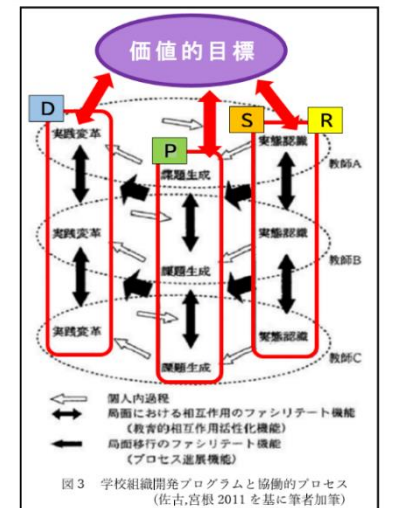 価値的目標
D
S
R
P
実践変革
実態認識
課題生成
教師A
実践変革
実態認識
課題生成
教師B
実践変革
実態認識
課題生成
教師C
個人内過程
局面における相互作用のファシリテート機能
(教育的相互作用活性化機能)
局面移行のファシリテート機能
(プロセス進展機能)
図3 学校組織開発プログラムと協働的プロセス
(佐古,宮根 2011 を基に筆者加筆)